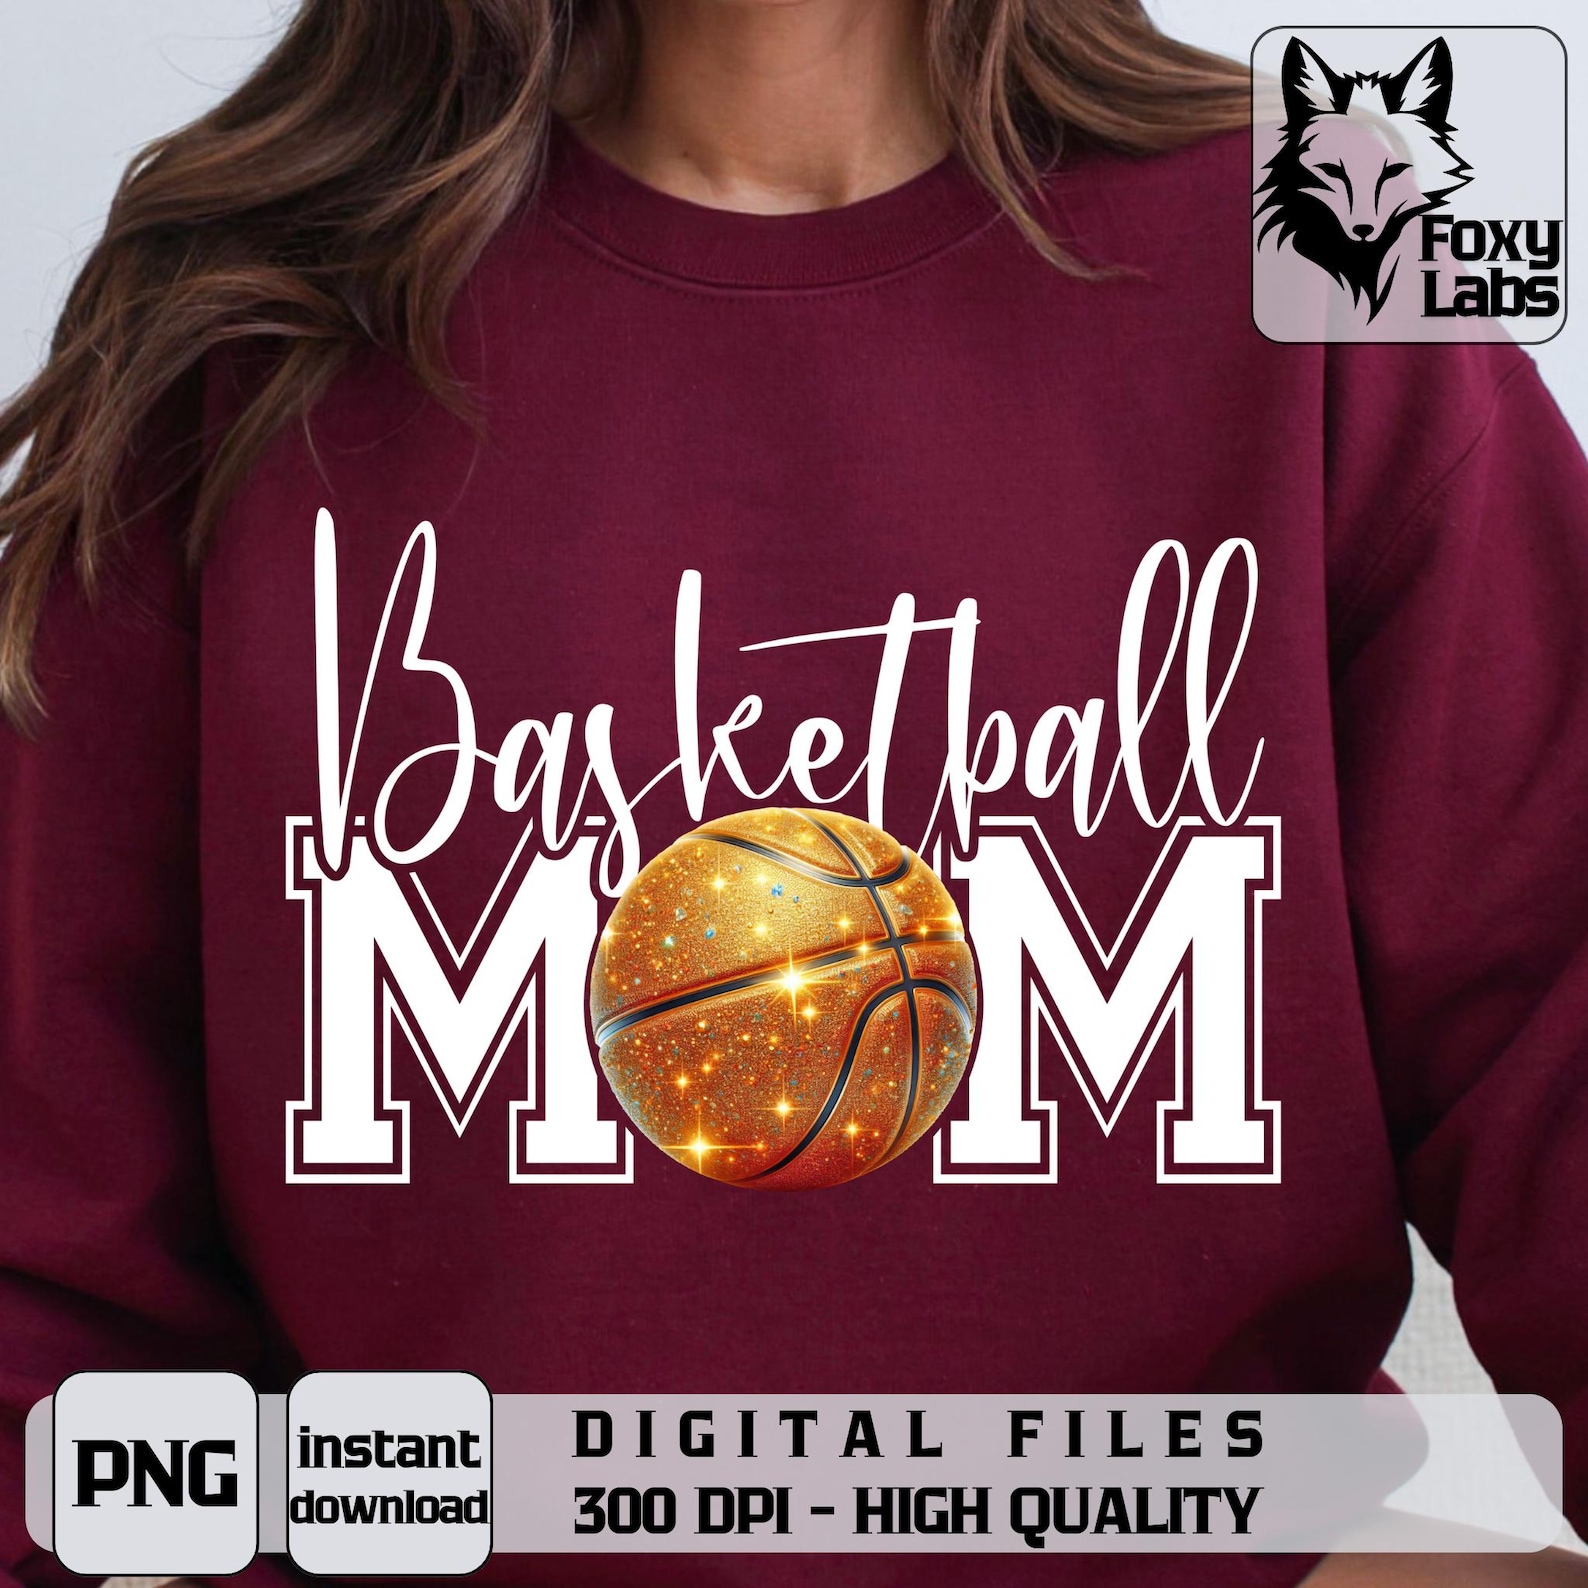 Foxy
Labs
Basketball
MOM
PNG
instant
download
DIGITAL FILES
300 DPI - HIGH QUALITY